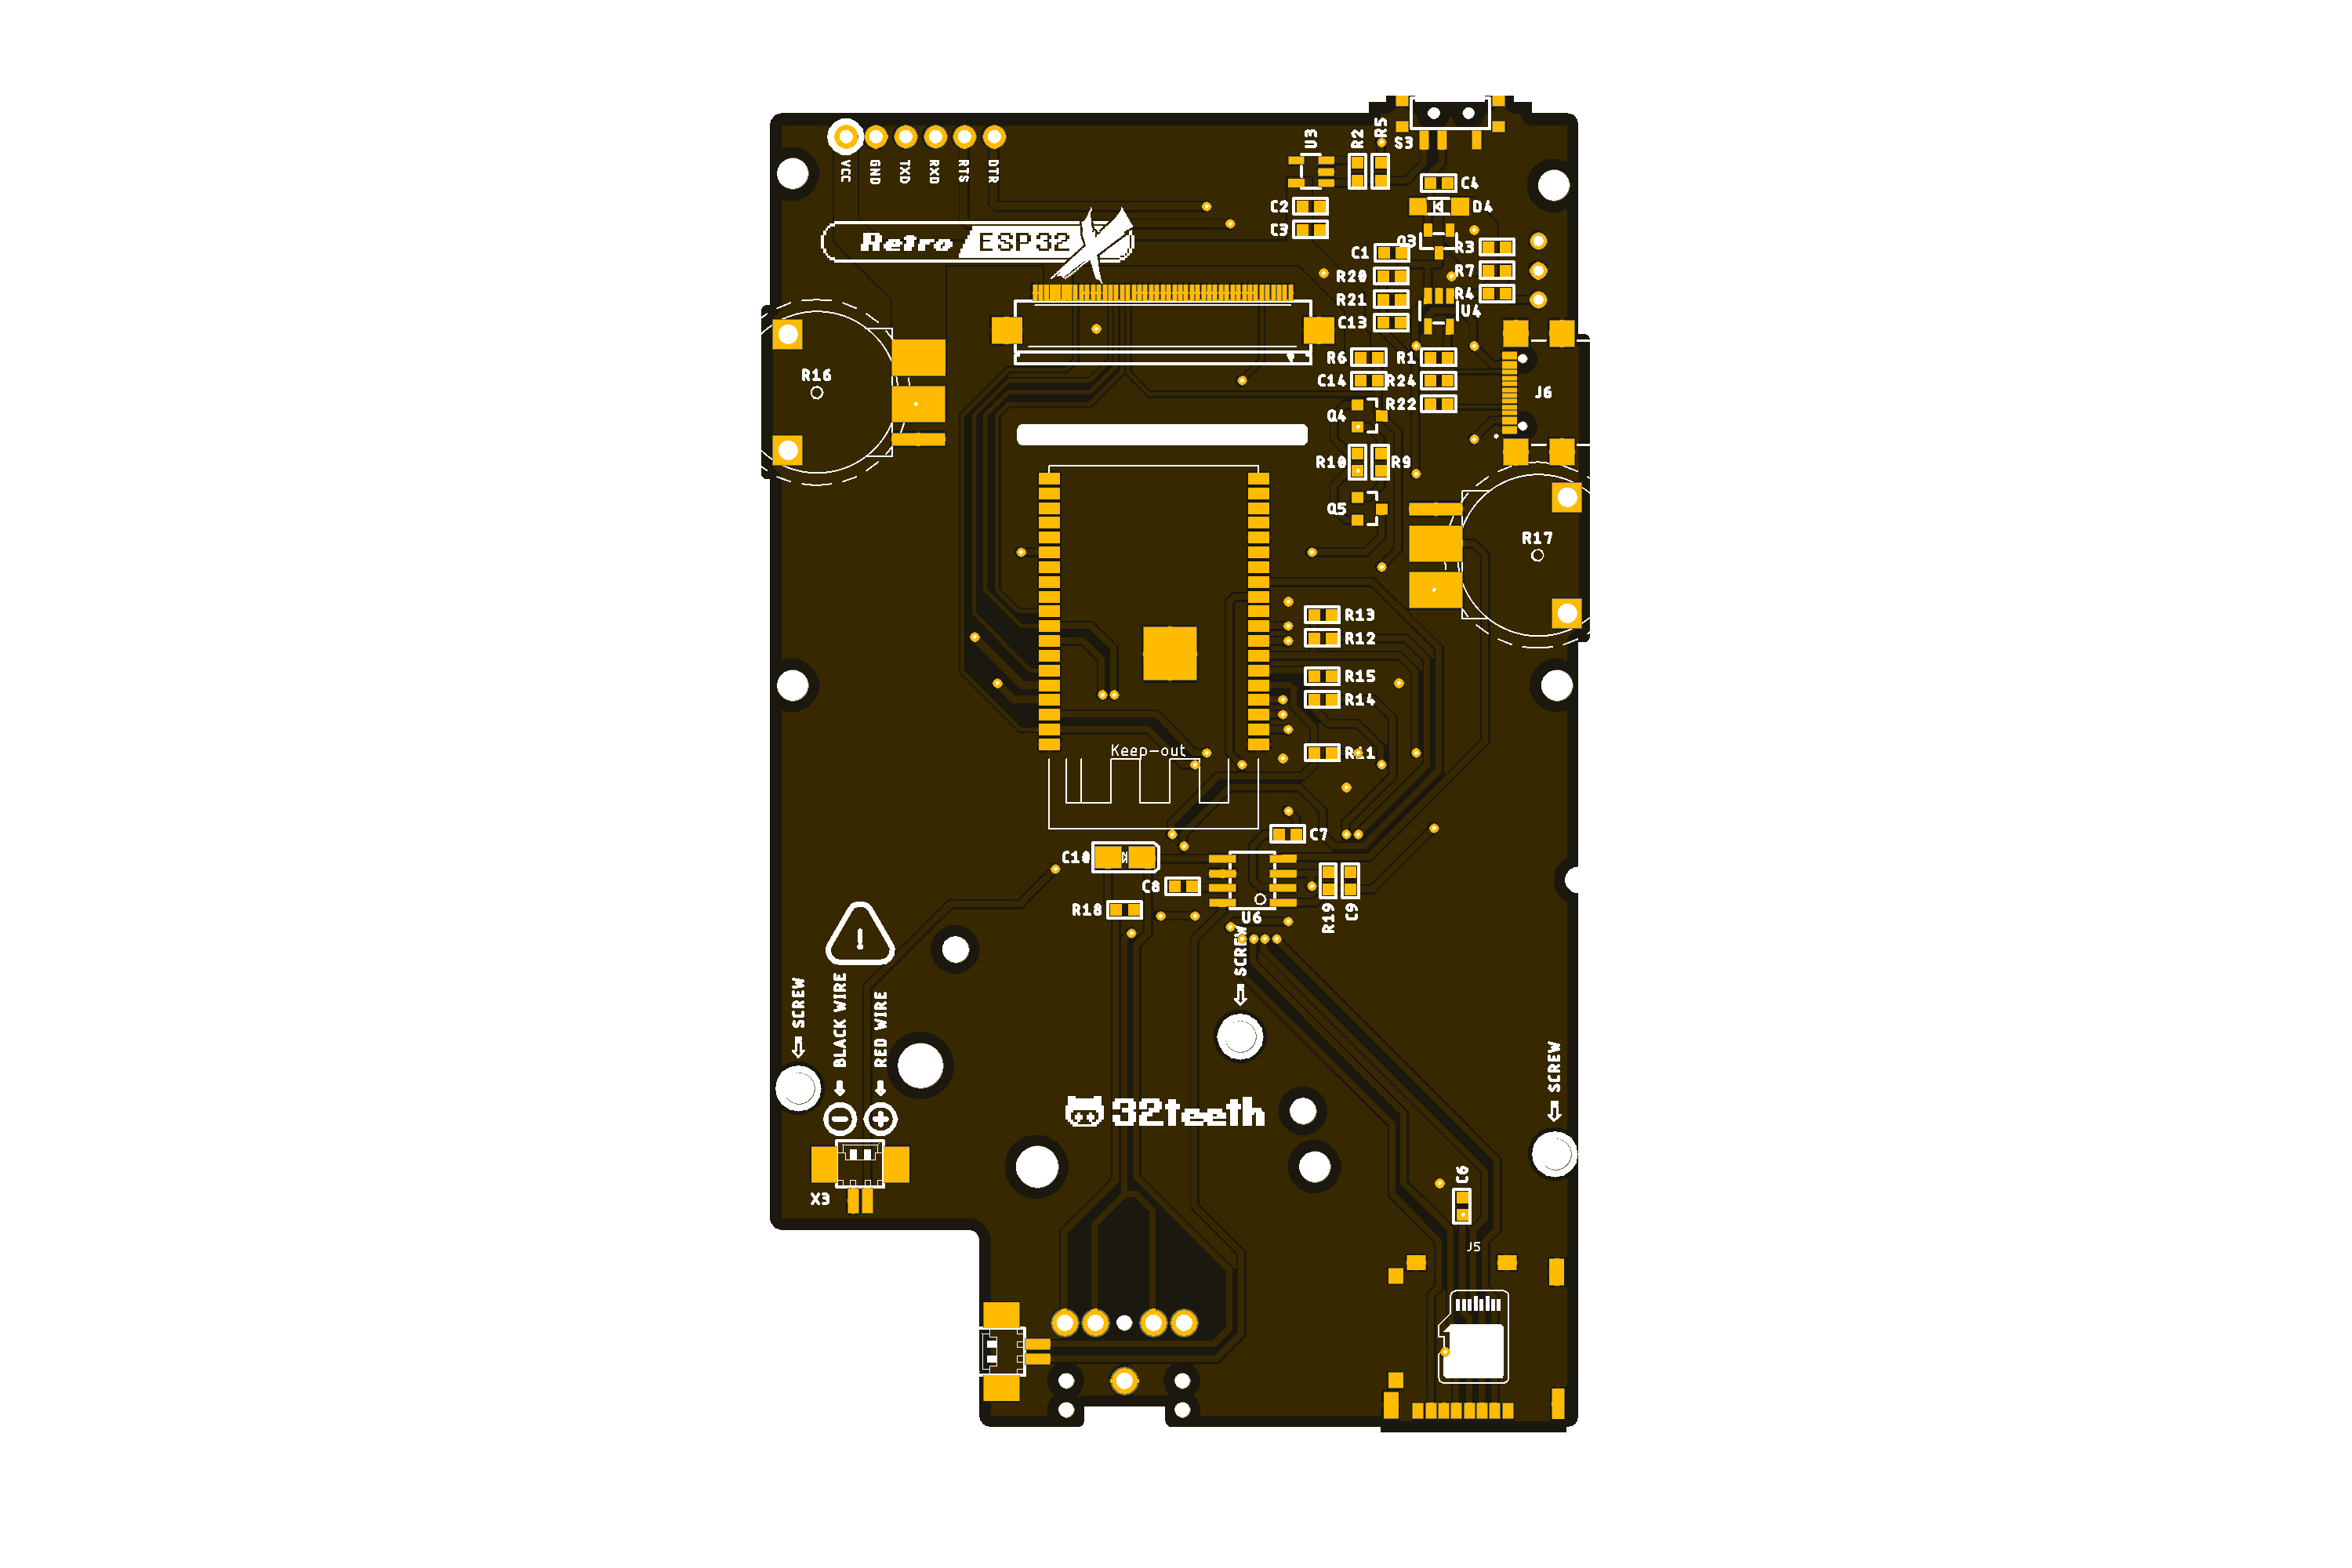 VCC
GND
TXD
RXD
RTS
DTR
U3
R2
R5
S3
C4
C2
D4
C3
Q3
R3
C1
R20
R7
R21
R4
U4
C13
R6
R1
C14
R24
R22
J6
Q4
R10
R9
Q5
R16
R17
Retro ESP32 X
R13
R12
R15
R14
R11
Keep-out
C7
C10
C8
R18
U6
R19
C9
SCREW
!
SCREW
BLACK WIRE
RED WIRE
SCREW
32teeth
X3
C6
J5